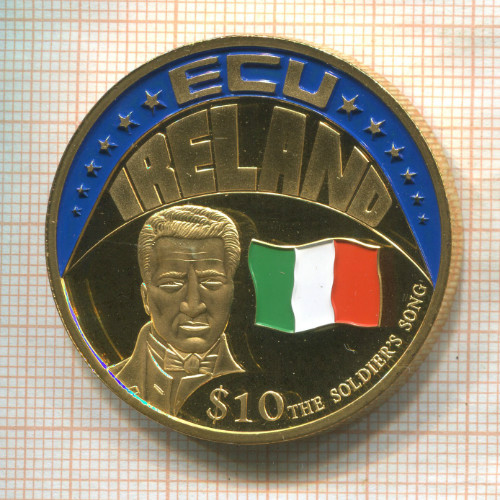 ECU
IRELAND
$10 THE SOLDIER'S SONG